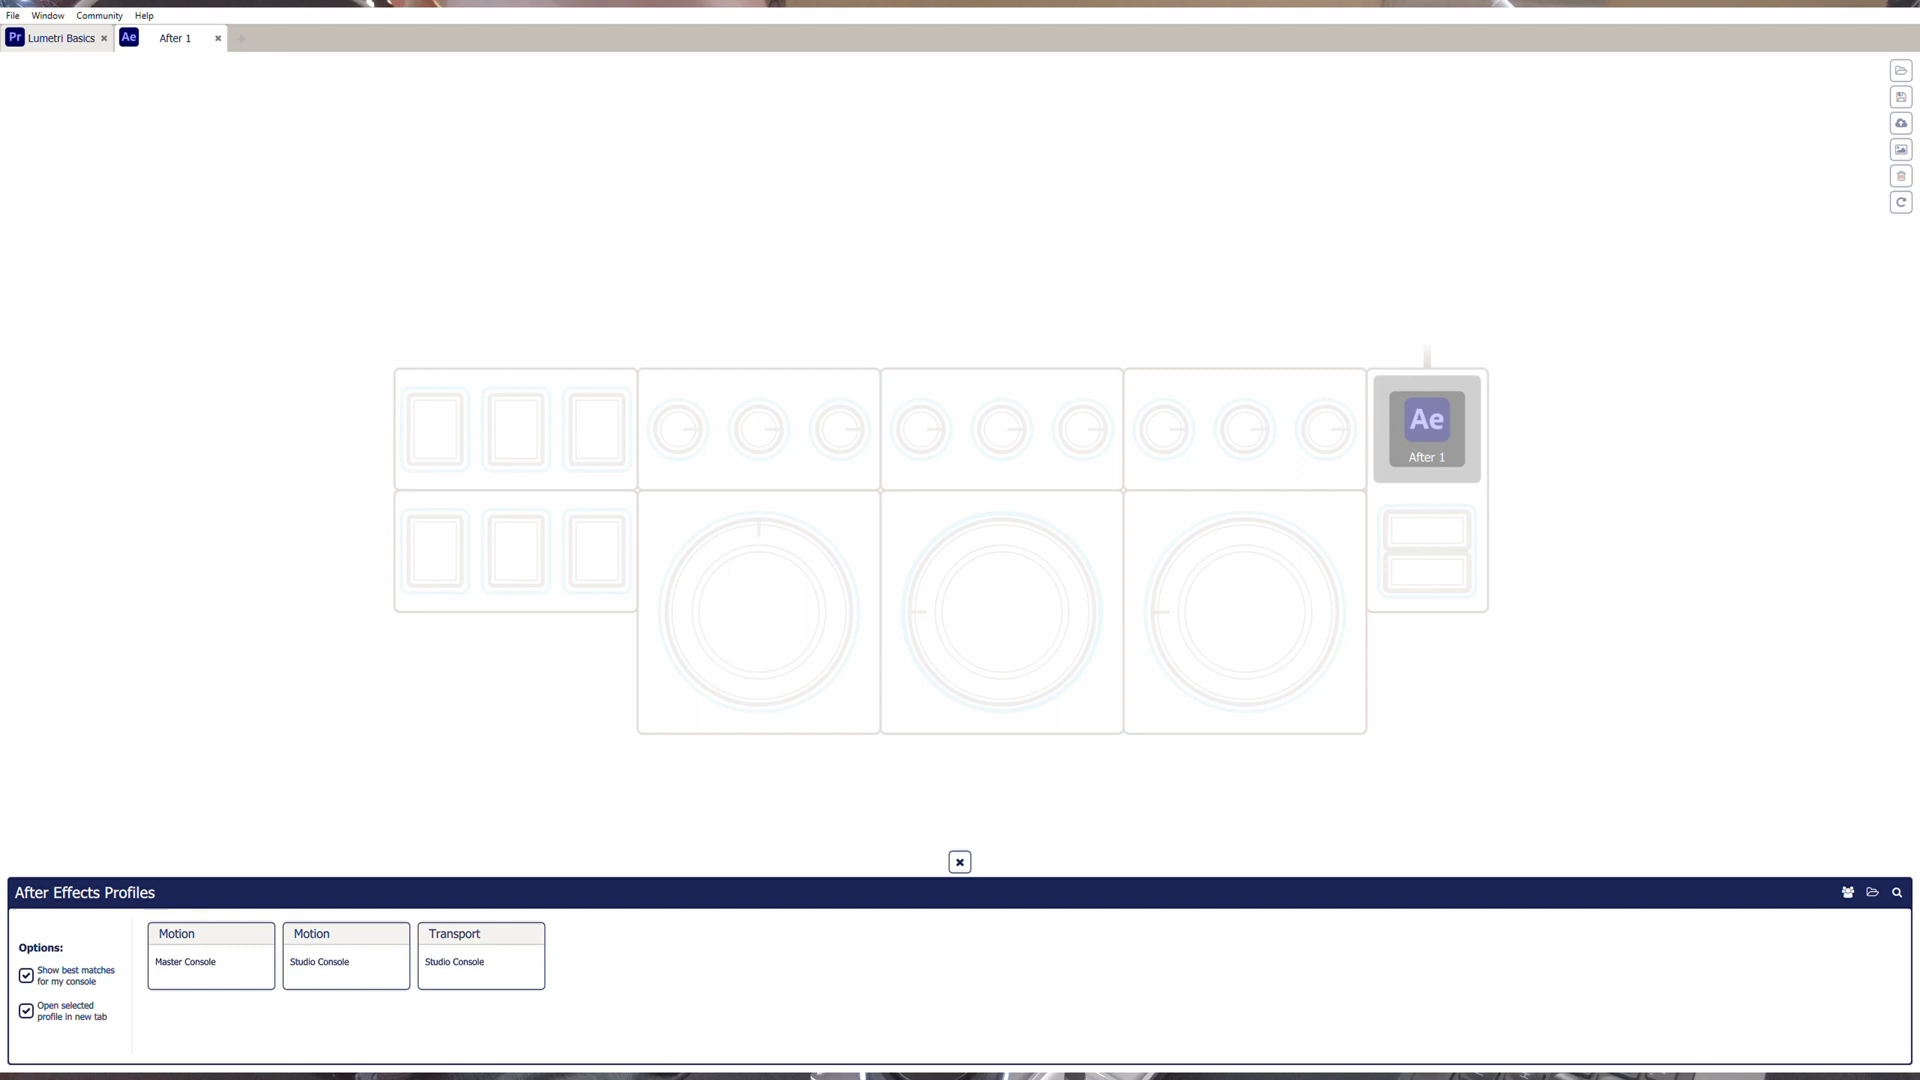 File Window Community Help
Pr Lumetri Basics Ae After 1
Ae
After 1
After Effects Profiles
Options:
Show best matches
for my console
Open selected
profile in new tab
Motion
Master Console
Motion
Studio Console
Transport
Studio Console